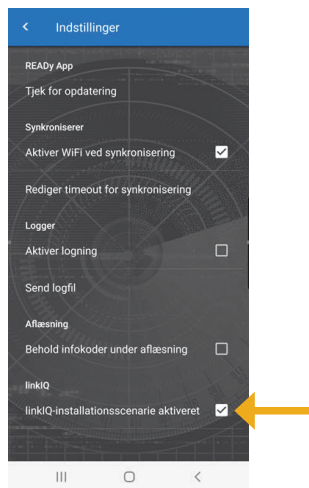 Indstillinger
READy App
Tjek for opdatering
Synkroniserer
Aktiver WiFi ved synkronisering
Rediger timeout for synkronisering
Logger
Aktiver logning
Send logfil
Aflæsning
Behold infokoder under aflæsning
linkIQ
linkIQ-installationsscenarie aktiveret